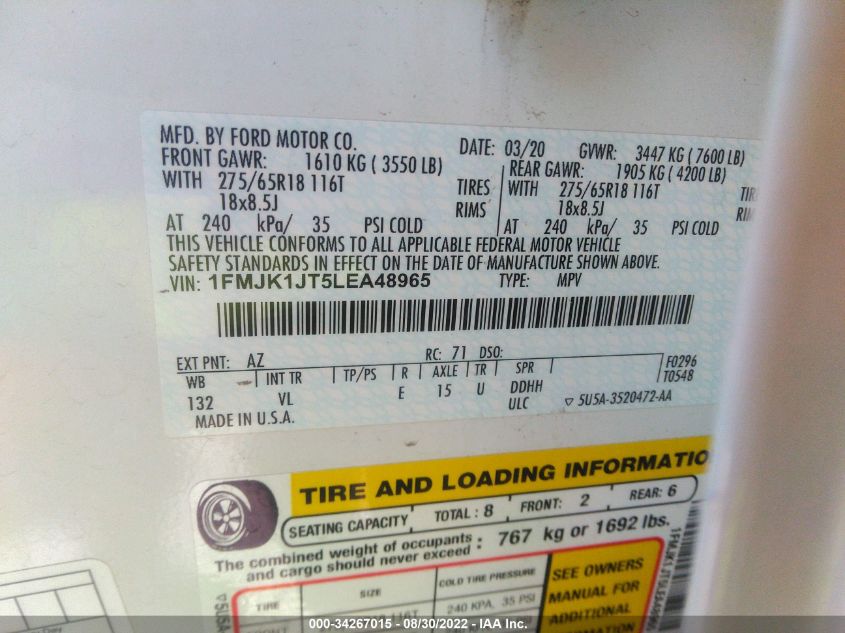 MFD. BY FORD MOTOR CO.
DATE: 03/20 GVWR: 3447 KG ( 7600 LB)
FRONT GAWR: 1610 KG ( 3550 LB)
REAR GAWR: 1905 KG ( 4200 LB)
WITH 275/65R18 116T TIRES
WITH 275/65R18 116T
18x8.5J RIMS
18x8.5J
AT 240 kPa/ 35 PSI COLD
AT 240 kPa/ 35 PSI COLD
THIS VEHICLE CONFORMS TO ALL APPLICABLE FEDERAL MOTOR VEHICLE
SAFETY STANDARDS IN EFFECT ON THE DATE OF MANUFACTURE SHOWN ABOVE.
VIN: 1FMJK1JT5LEA48965 TYPE: MPV
EXT PNT: AZ RC: 71 DSO:
WB INT TR TP/PS R AXLE TR SPR
F0296
T0548
132 VL E 15 U DDHH
ULC
▽ 5U5A-3520472-AA
MADE IN U.S.A.
TIRE AND LOADING INFORMATIO
SEATING CAPACITY TOTAL : 8 FRONT: 2 REAR: 6
The combined weight of occupants
and cargo should never exceed : 767 kg or 1692 lbs.
TIRE SIZE COLD TIRE PRESSURE
SEE OWNERS
MANUAL FOR
ADDITIONAL
116T 240 KPA, 35 PSI
000-34267015 - 08/30/2022 - IAA Inc.